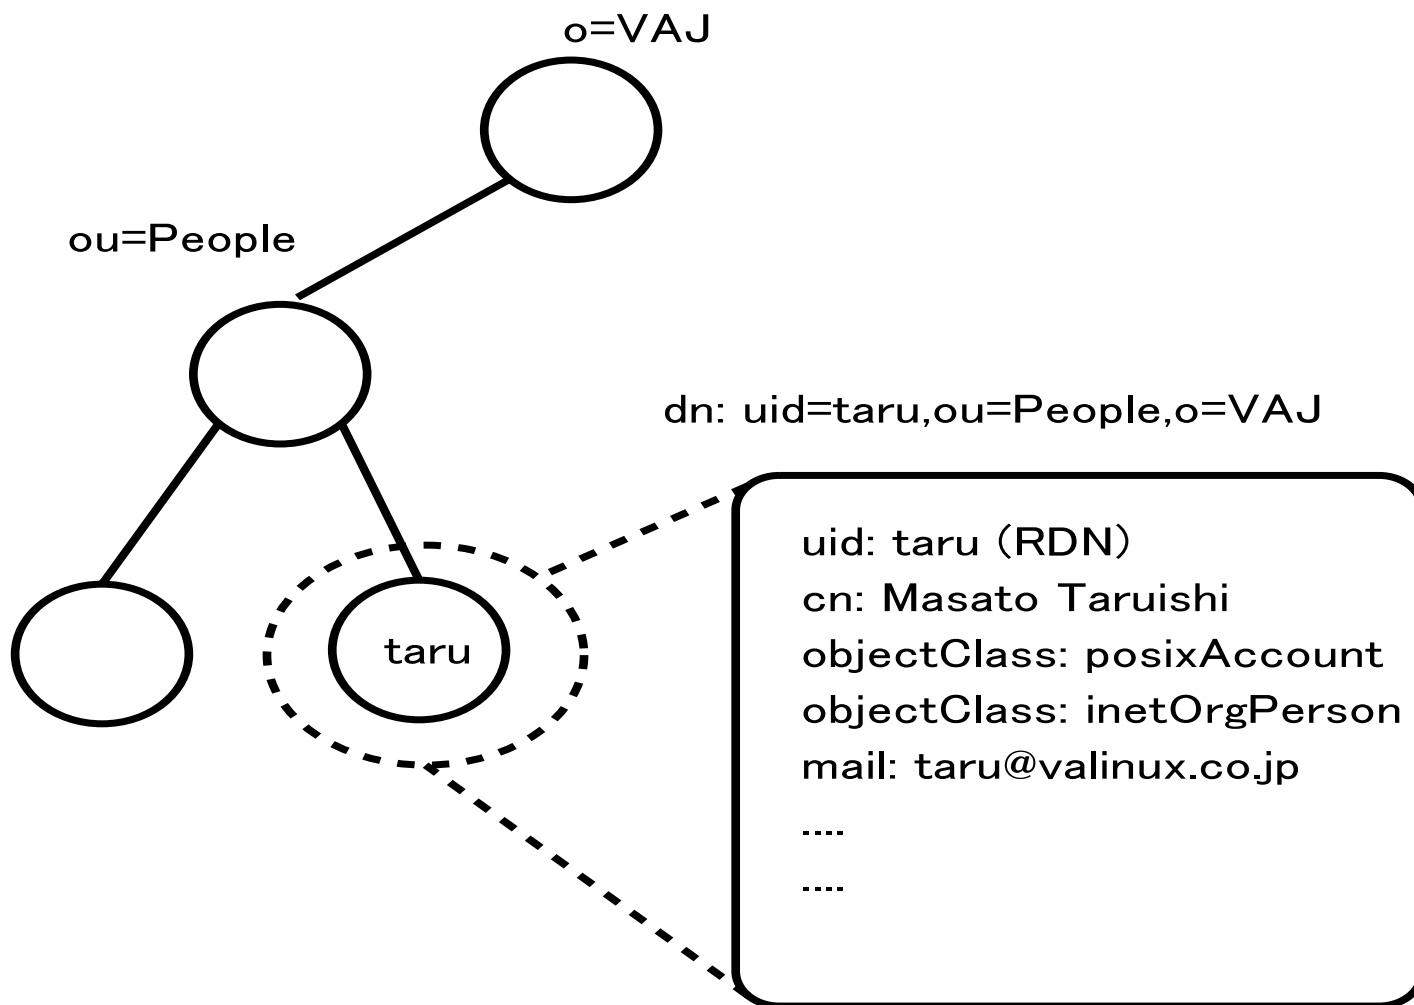 o=VAJ
ou=People
dn: uid=taru,ou=People,o=VAJ
uid: taru (RDN)
cn: Masato Taruishi
objectClass: posixAccount
objectClass: inetOrgPerson
mail: taru@valinux.co.jp
....
....
taru